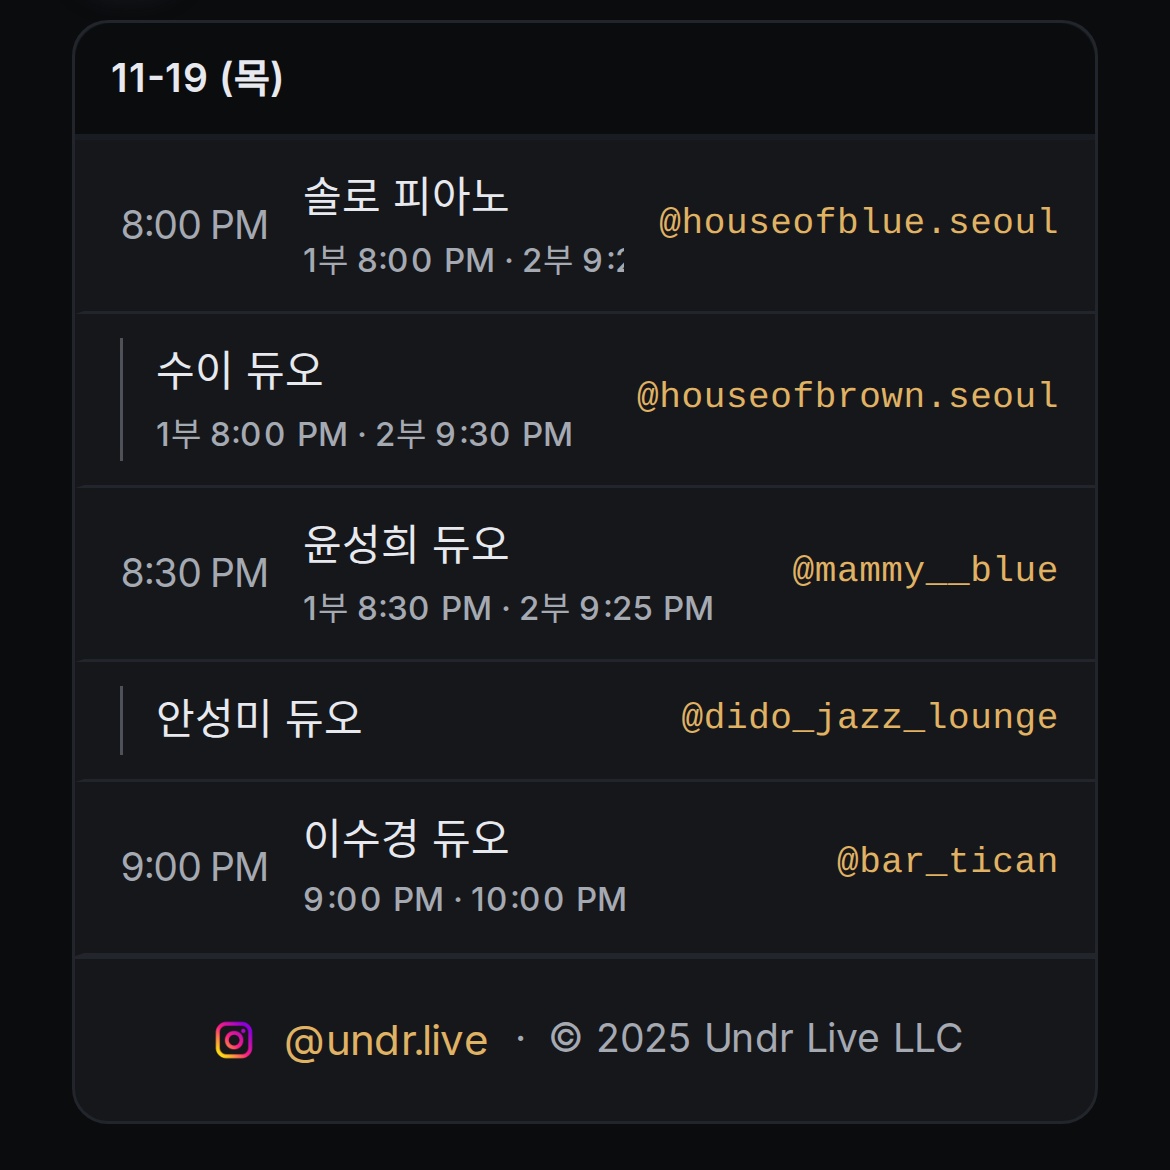 11-19 (목)
8:00 PM
솔로 피아노
1부 8:00 PM · 2부 9:2
@houseofblue.seoul
수이 듀오
1부 8:00 PM · 2부 9:30 PM
@houseofbrown.seoul
8:30 PM
윤성희 듀오
1부 8:30 PM · 2부 9:25 PM
@mammy__blue
안성미 듀오
@dido_jazz_lounge
9:00 PM
이수경 듀오
9:00 PM · 10:00 PM
@bar_tican
@undr.live · © 2025 Undr Live LLC